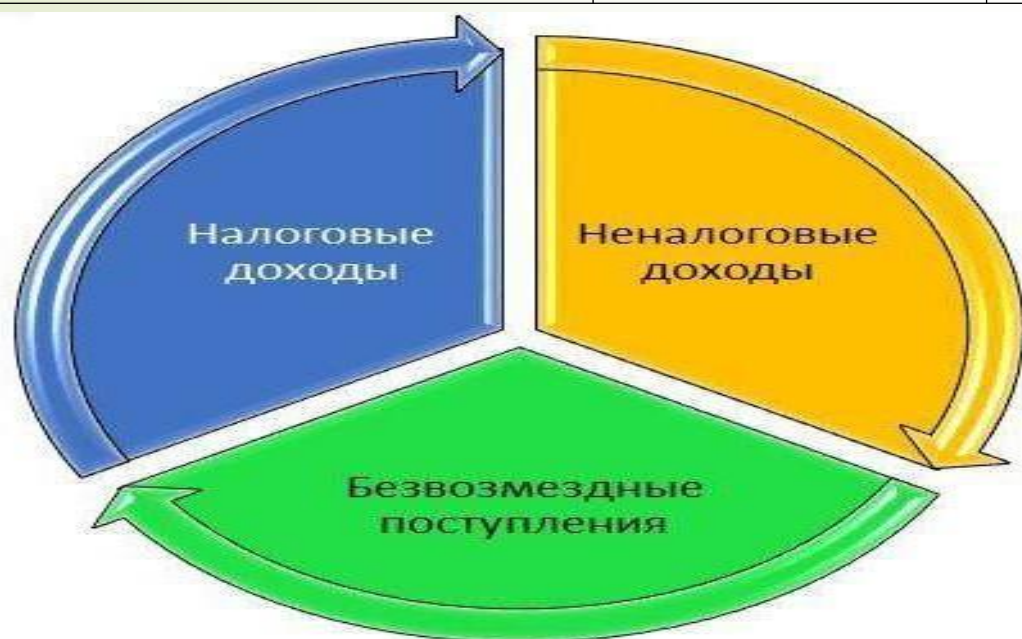 Налоговые
доходы
Неналоговые
доходы
Безвозмездные
поступления